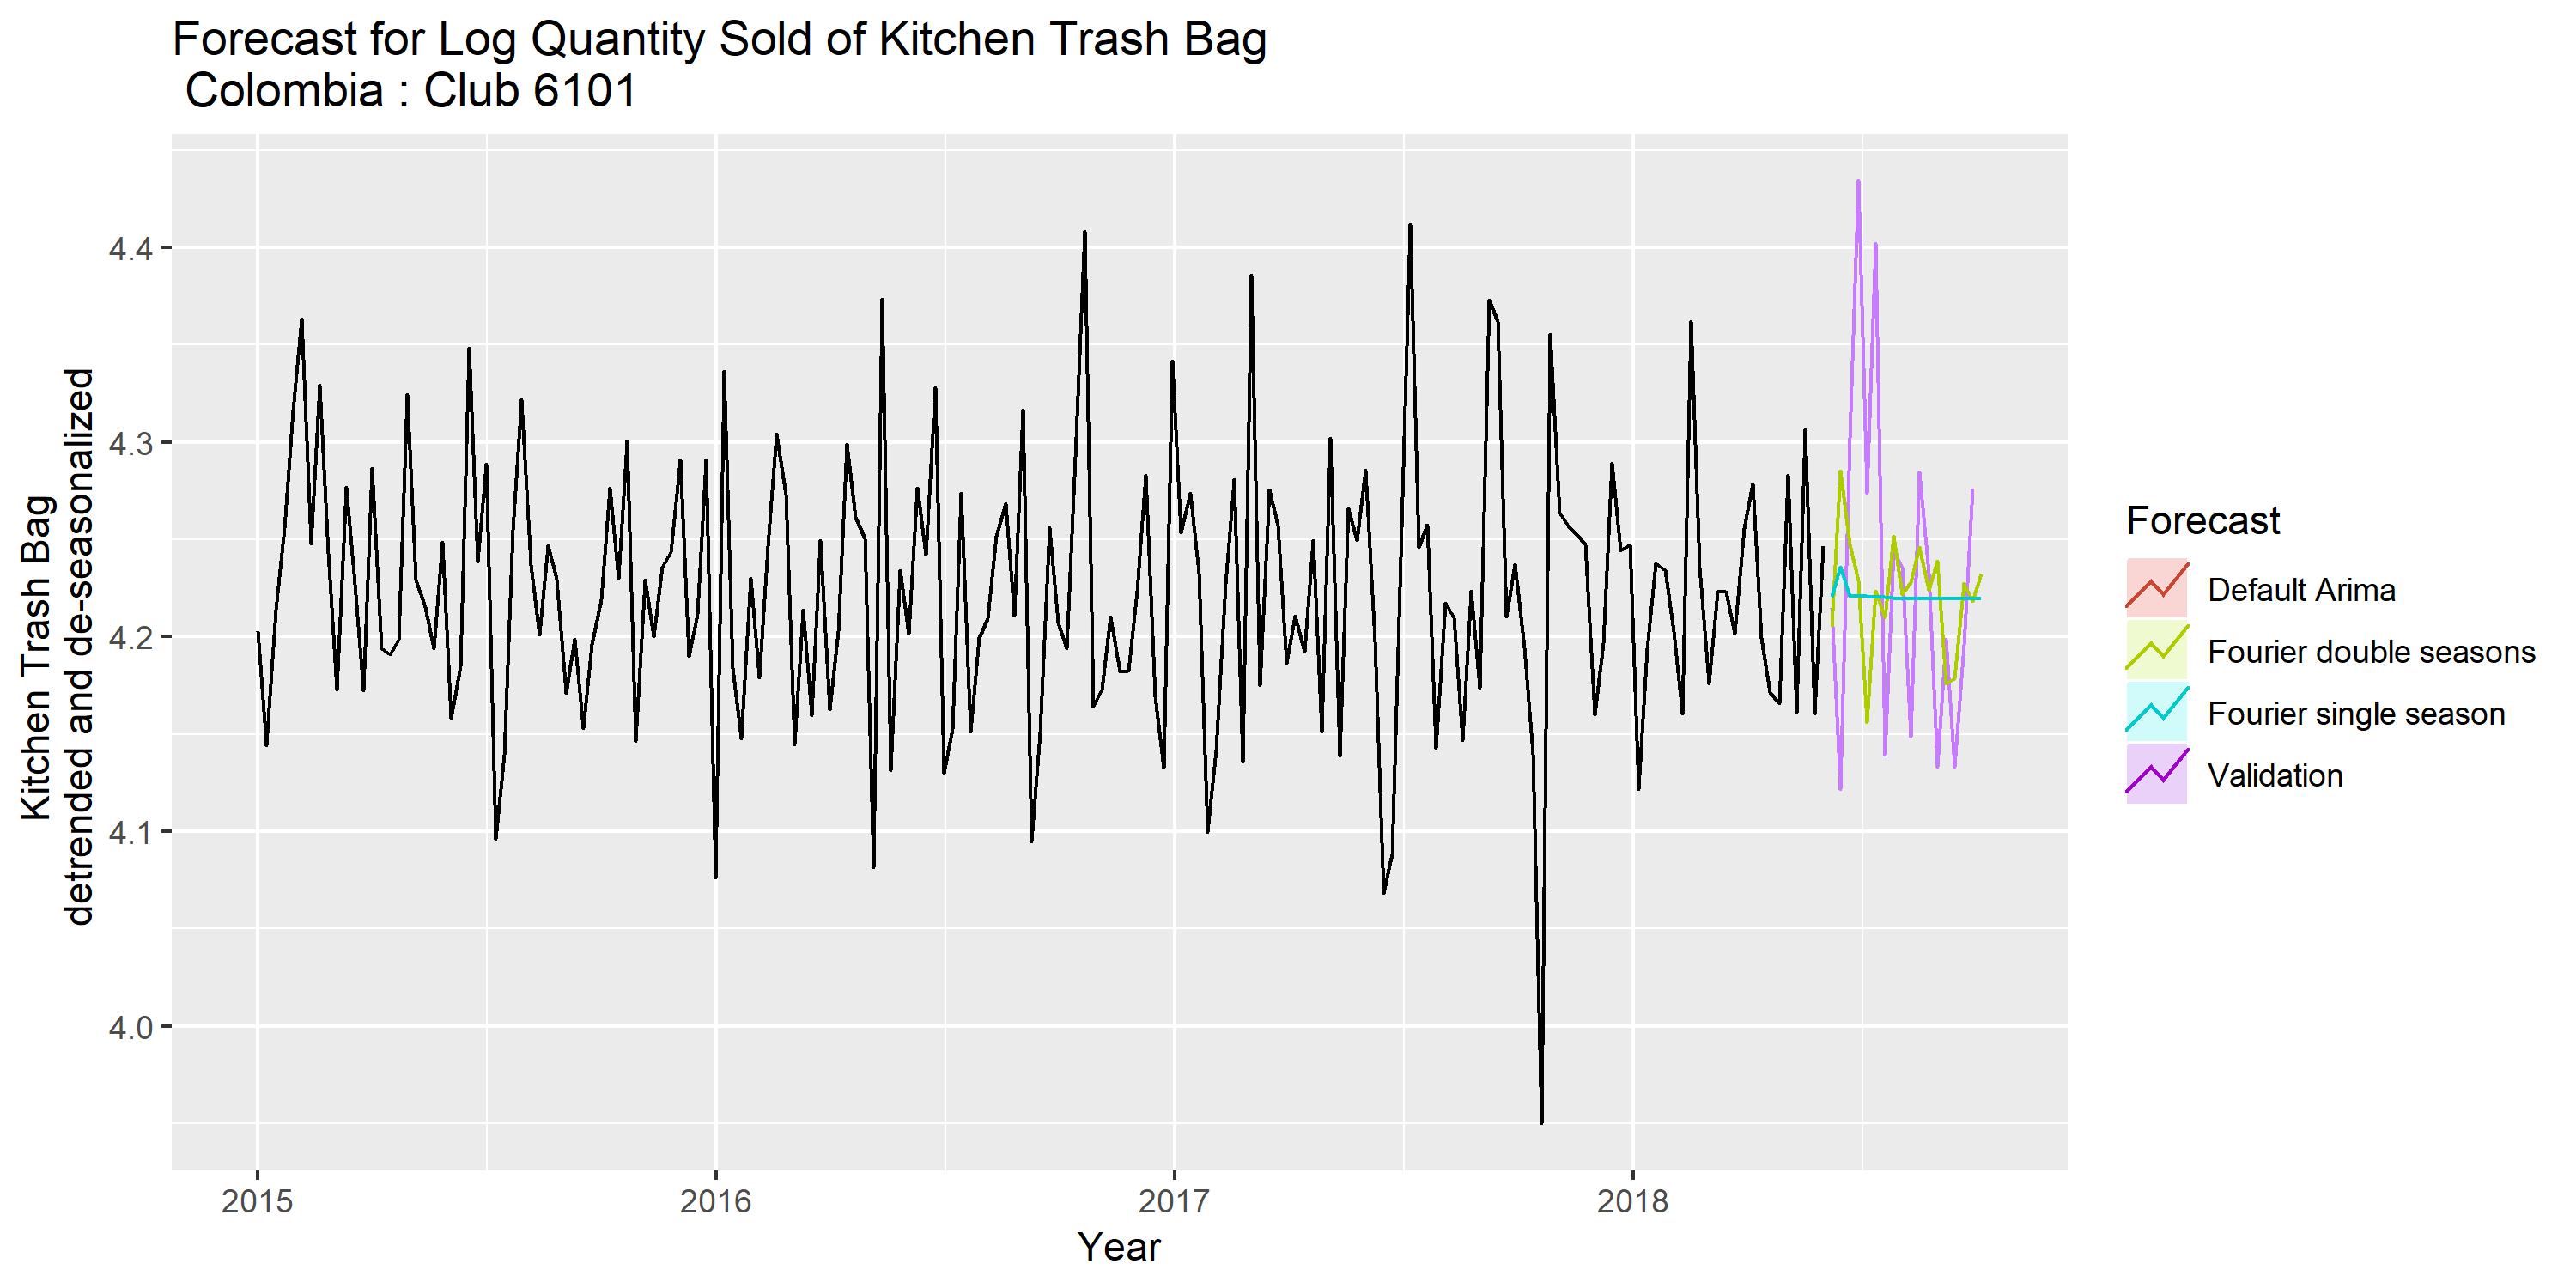 Forecast for Log Quantity Sold of Kitchen Trash Bag
Colombia : Club 6101
Kitchen Trash Bag
detrended and de-seasonalized
4.4
4.3
4.2
4.1
4.0
2015
2016
2017
2018
Year
Forecast
Default Arima
Fourier double seasons
Fourier single season
Validation